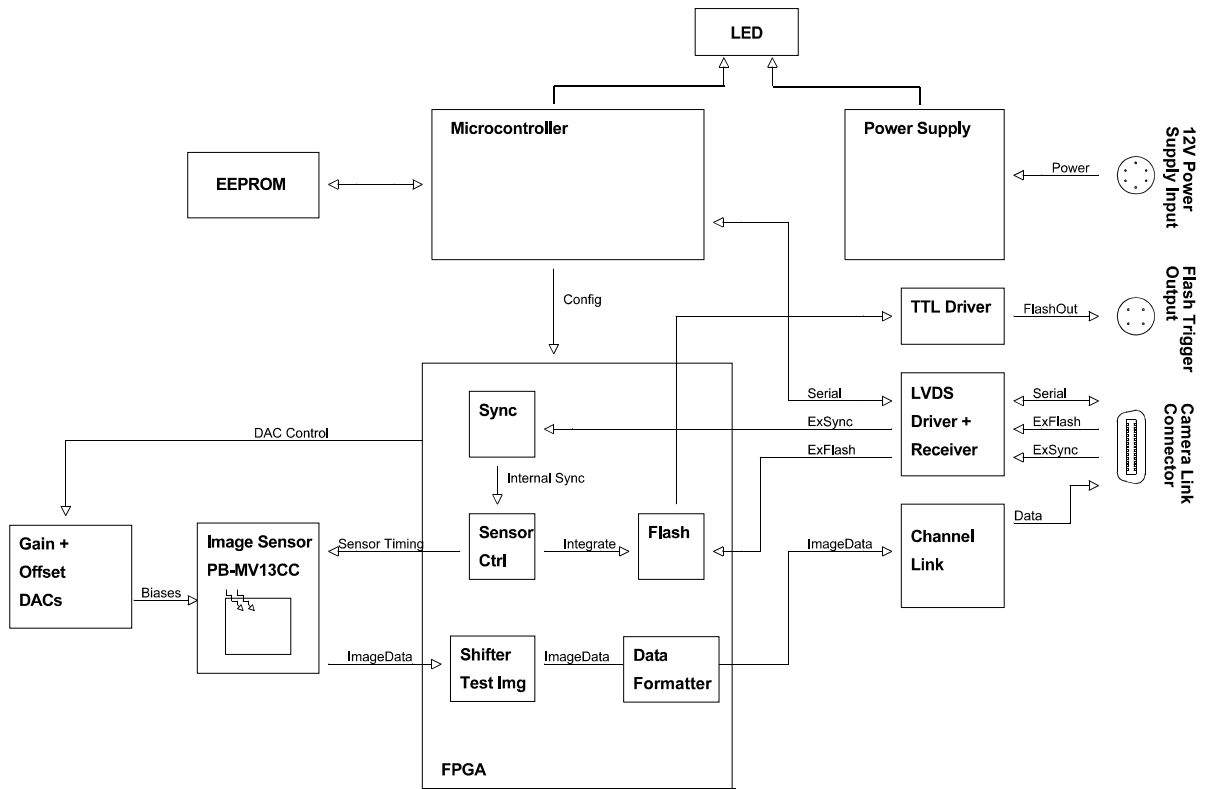 LED
Microcontroller
Power Supply
12V Power
Supply Input
EEPROM
Power
Config
Flash Trigger
Output
TTL Driver
FlashOut
Sync
Serial
LVDS
Driver +
Receiver
Serial
ExSync
ExFlash
ExFlash
ExSync
Camera Link
Connector
DAC Control
Internal Sync
Data
Gain +
Offset
DACs
Biases
Image Sensor
PB-MV13CC
Sensor Timing
Sensor
Ctrl
Integrate
Flash
ImageData
Channel
Link
ImageData
Shifter
Test Img
ImageData
Data
Formatter
FPGA